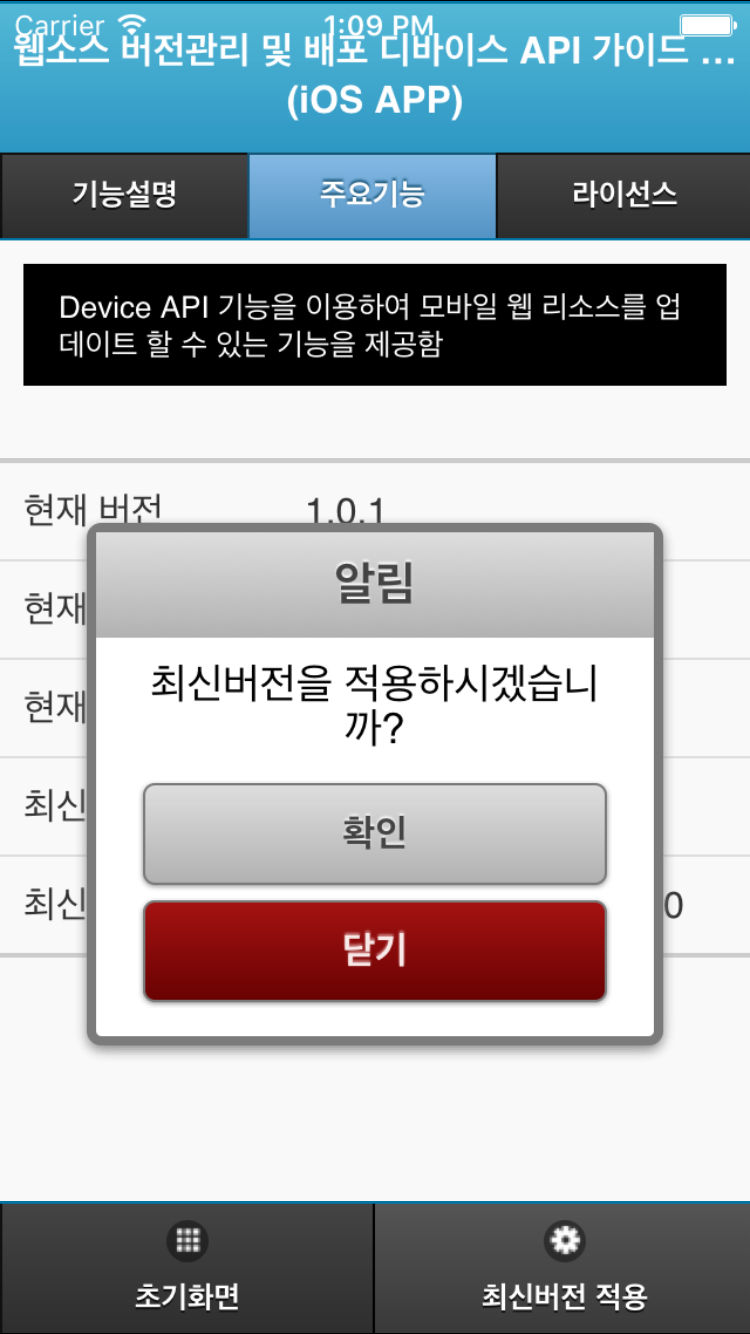 Carrier 1:09 PM
웹소스 버전관리 및 배포 디바이스 API 가이드 ...
(iOS APP)
기능설명 주요기능 라이선스
Device API 기능을 이용하여 모바일 웹 리소스를 업
데이트 할 수 있는 기능을 제공함
현재 버전 1.0.1
현재
현재
최신
최신 0
알림
최신버전을 적용하시겠습니
까?
확인
닫기
초기화면 최신버전 적용